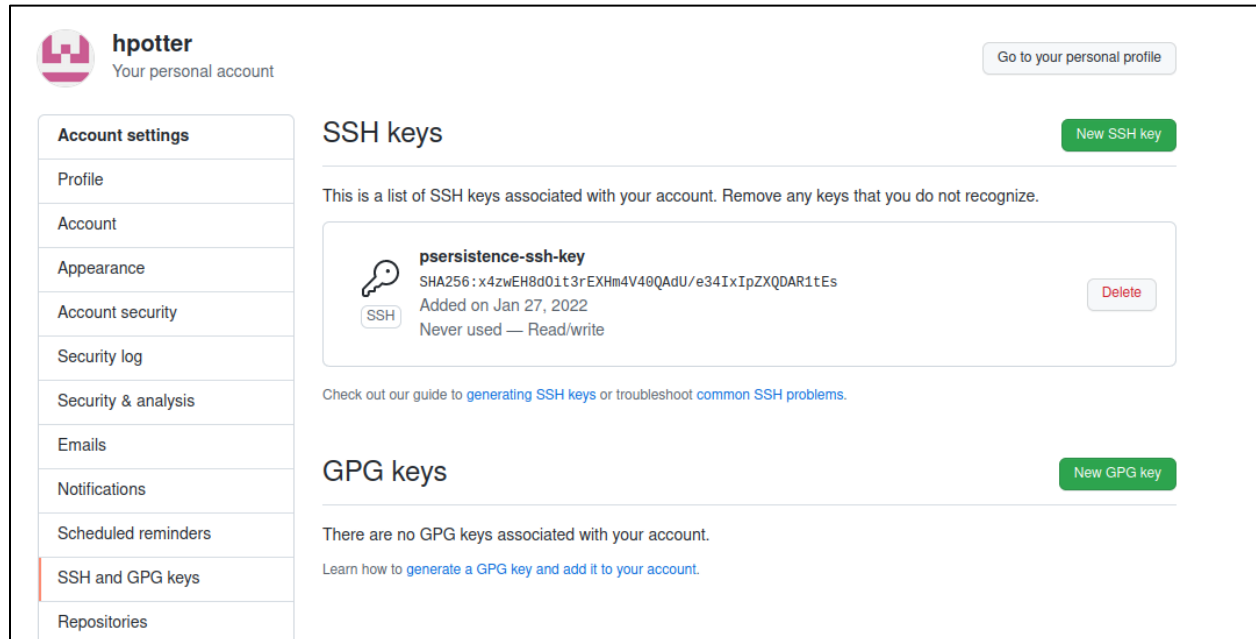 hpotter
Your personal account
Go to your personal profile
Account settings
Profile
Account
Appearance
Account security
Security log
Security & analysis
Emails
Notifications
Scheduled reminders
SSH and GPG keys
Repositories
SSH keys
New SSH key
This is a list of SSH keys associated with your account. Remove any keys that you do not recognize.
psersistence-ssh-key
SHA256:x4zwEH8dOit3rEXHm4V40QAdU/e34IxIpZXQDAR1tEs
Added on Jan 27, 2022
Never used — Read/write
SSH
Delete
Check out our guide to generating SSH keys or troubleshoot common SSH problems.
GPG keys
New GPG key
There are no GPG keys associated with your account.
Learn how to generate a GPG key and add it to your account.